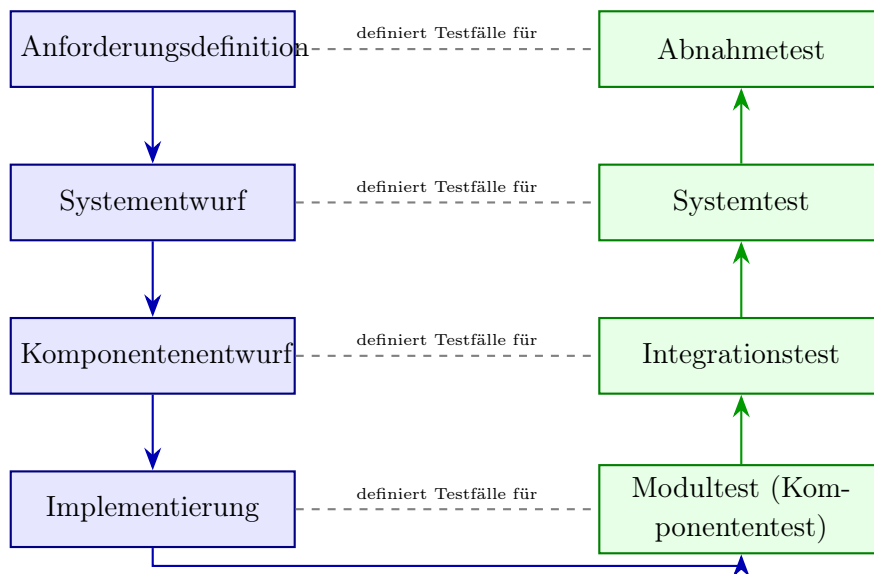 Anforderungsdefinition
definiert Testfälle für
Abnahmetest
Systementwurf
definiert Testfälle für
Systemtest
Komponentenentwurf
definiert Testfälle für
Integrationstest
Implementierung
definiert Testfälle für
Modultest (Kom-
ponententest)